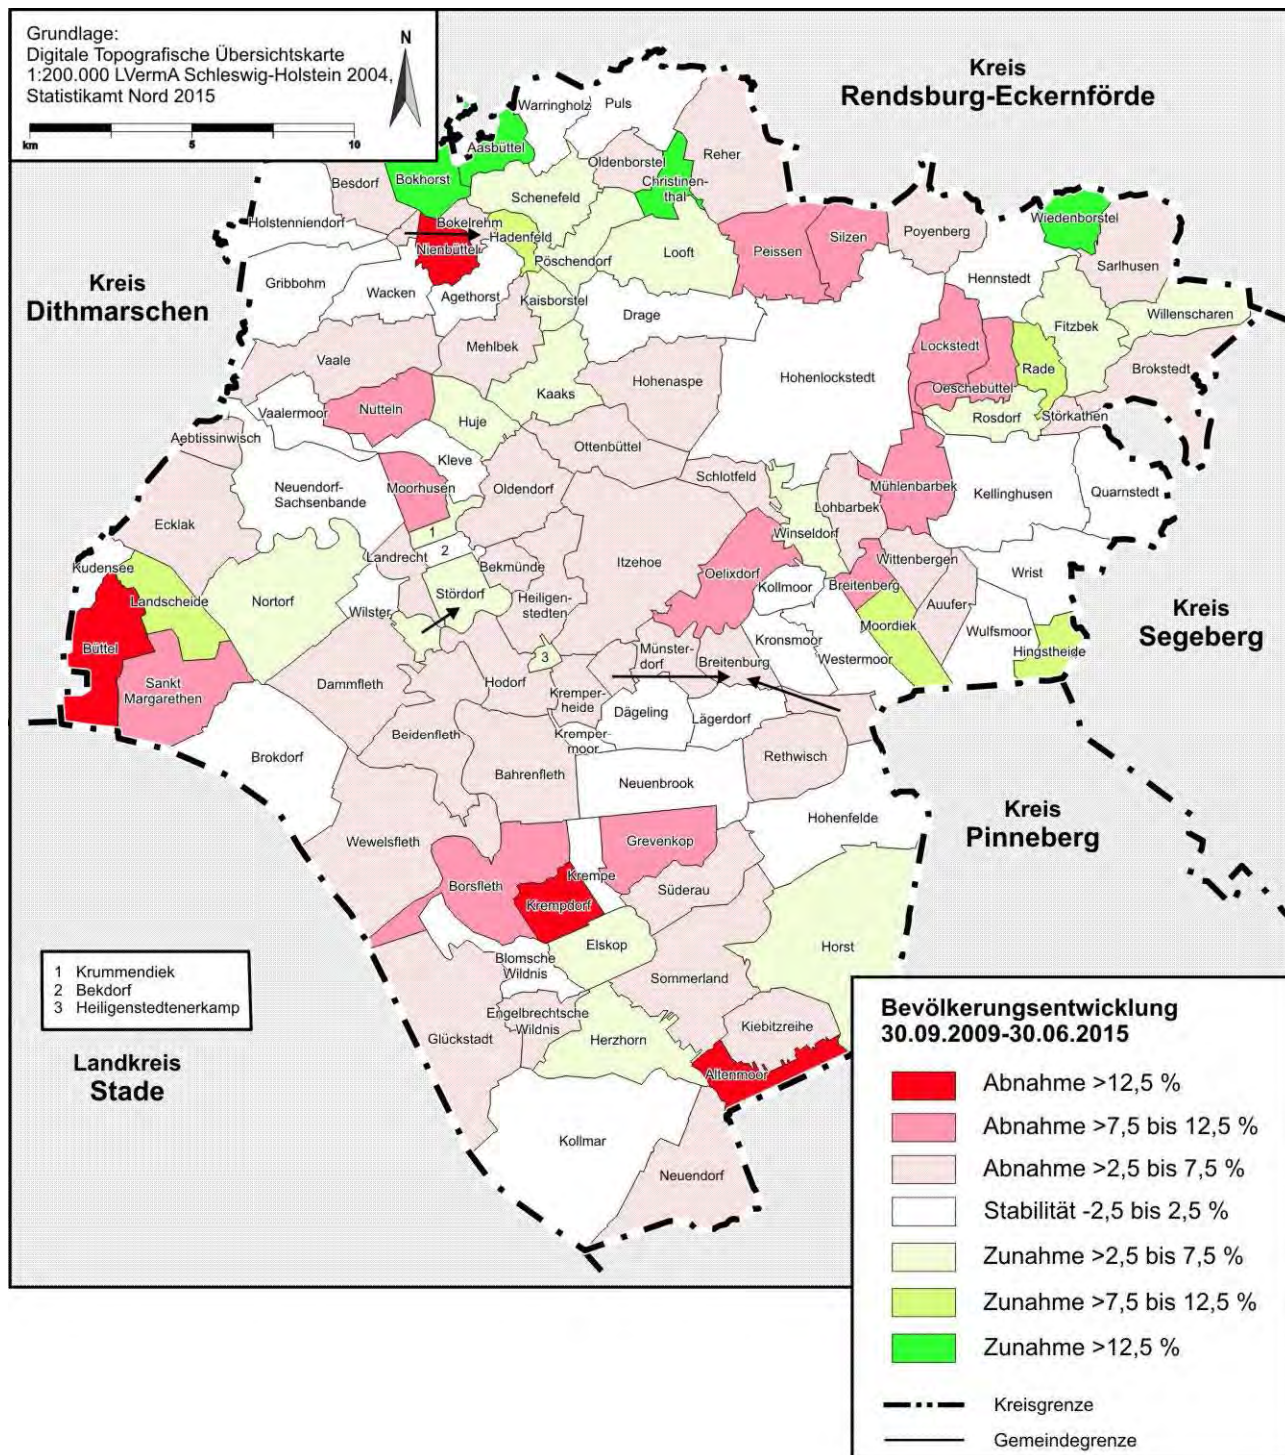 Grundlage:
Digitale Topografische Übersichtskarte
1:200.000 LVermA Schleswig-Holstein 2004,
Statistikamt Nord 2015
N
km 5 10
Kreis
Rendsburg-Eckernförde
Kreis
Dithmarschen
Kreis
Segeberg
Kreis
Pinneberg
Landkreis
Stade
Warringholz
Puls
Aasbüttel
Reher
Oldenborstel
Bokhorst
Christinen-
thal
Besdorf
Schenefeld
Holstenniendorf
Bokelrehm
Hadenfeld
Nienbüttel
Pöschendorf
Looft
Peissen
Silzen
Poyenberg
Wiedenborstel
Sarlhusen
Hennstedt
Gribbohm
Wacken
Agethorst
Kaisborstel
Drage
Fitzbek
Willenscharen
Vaale
Mehlbek
Lockstedt
Rade
Brokstedt
Hohenaspe
Hohenlockstedt
Oeschebüttel
Kaaks
Nutteln
Huje
Vaalermoor
Rosdorf
Störkathen
Aebtissinwisch
Ottenbüttel
Kleve
Schlotfeld
Neuendorf-
Sachsenbande
Moorhusen
Oldendorf
Mühlenbarbek
Kellinghusen
Quarnstedt
Lohbarbek
Ecklak
1
Winseldorf
2
Landrecht
Itzehoe
Wittenbergen
Kudensee
Bekmünde
Oelixdorf
Kollmoor
Breitenberg
Wrist
Landscheide
Nortorf
Stördorf
Heiligen-
stedten
Wilster
Auufer
Moordiek
Büttel
Kronsmoor
Wulfsmoor
Hingstheide
3
Münster-
dorf
Breitenburg
Westermoor
Sankt
Margarethen
Dammfleth
Hodorf
Kremper-
heide
Dägeling
Lägerdorf
Beidenfleth
Kremper-
moor
Brokdorf
Rethwisch
Bahrenfleth
Neuenbrook
Hohenfelde
Wewelsfleth
Grevenkop
Krempe
Borsfleth
Süderau
Krempdorf
Elskop
Horst
Blomsche
Wildnis
Sommerland
Engelbrechtsche
Wildnis
Kiebitzreihe
Glückstadt
Herzhorn
Altenmoor
Kollmar
Neuendorf
1 Krummendiek
2 Bekdorf
3 Heiligenstedtenerkamp
Bevölkerungsentwicklung
30.09.2009-30.06.2015
Abnahme >12,5 %
Abnahme >7,5 bis 12,5 %
Abnahme >2,5 bis 7,5 %
Stabilität -2,5 bis 2,5 %
Zunahme >2,5 bis 7,5 %
Zunahme >7,5 bis 12,5 %
Zunahme >12,5 %
Kreisgrenze
Gemeindegrenze